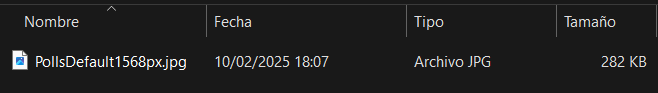 Nombre Fecha Tipo Tamaño
PollsDefault1568px.jpg 10/02/2025 18:07 Archivo JPG 282 KB